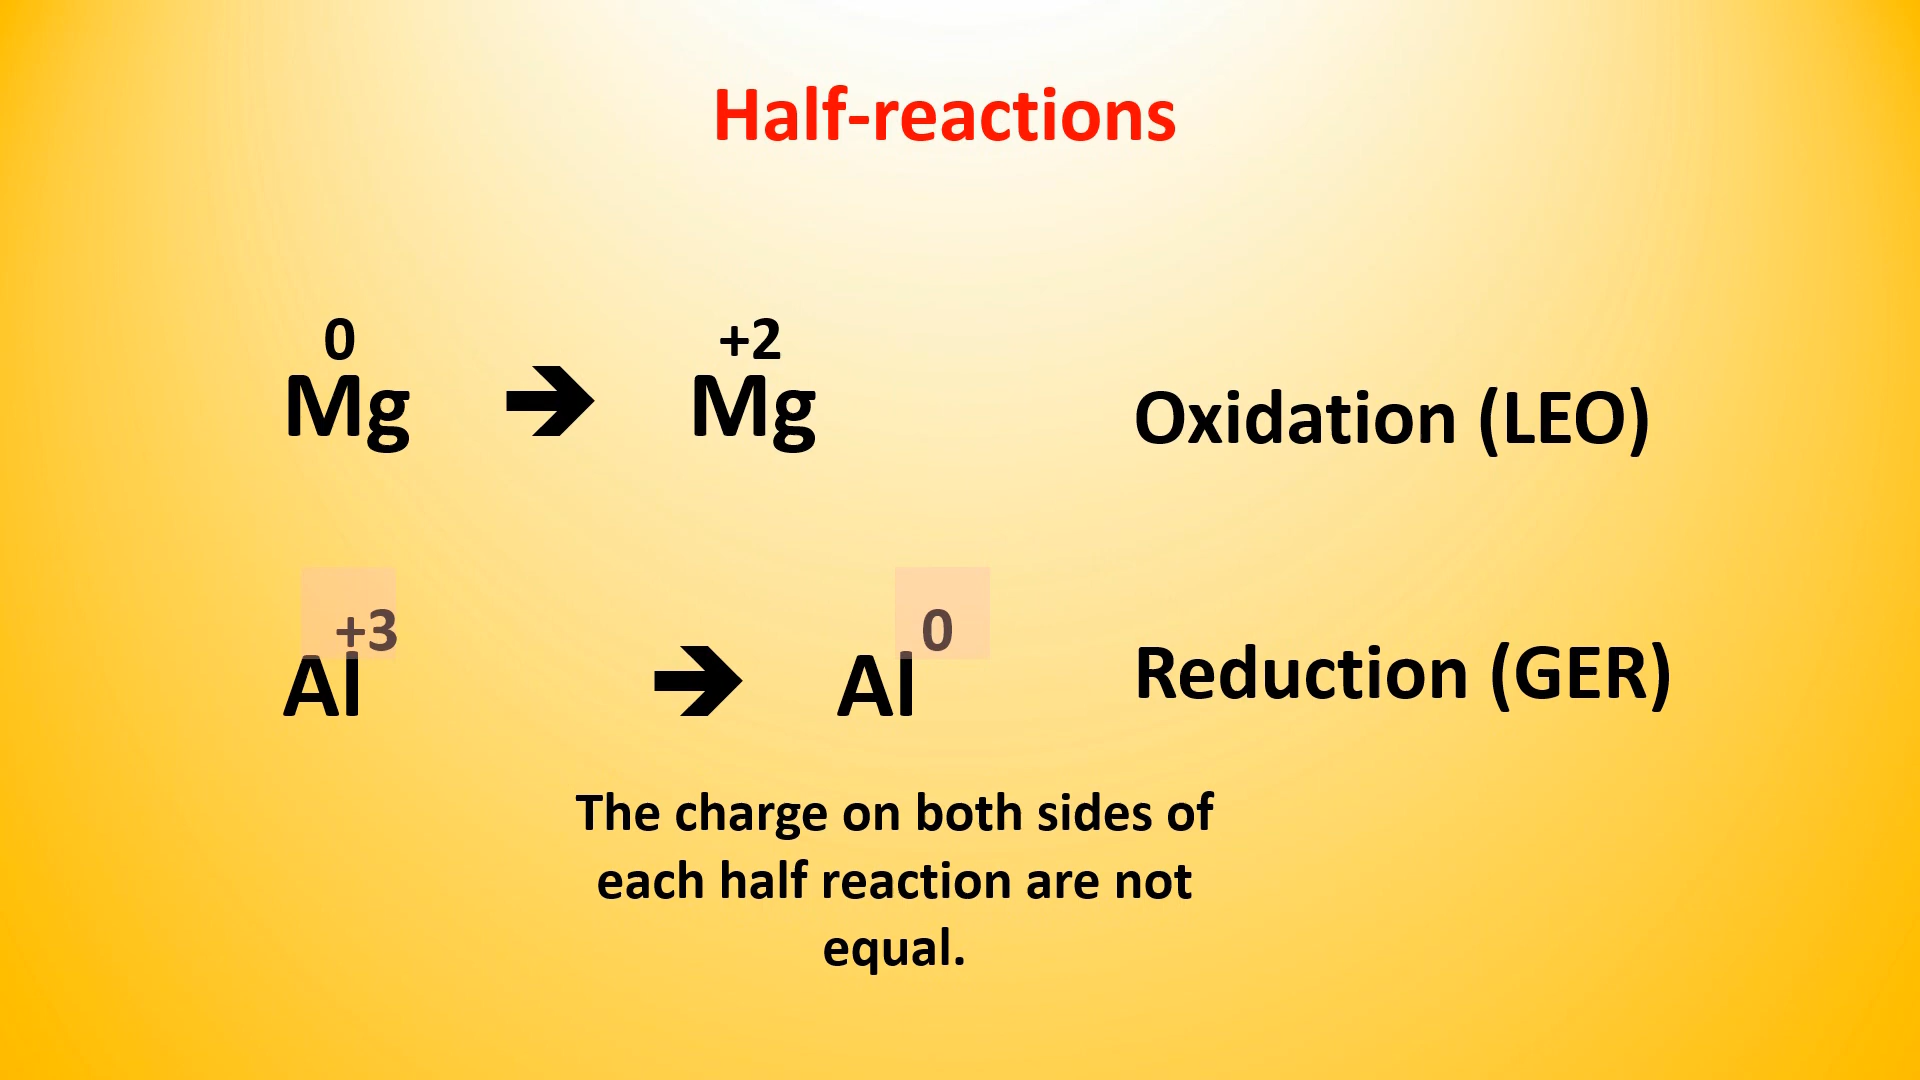 Half-reactions
0 +2
Mg ➔ Mg Oxidation (LEO)
+3 0
Al ➔ Al Reduction (GER)
The charge on both sides of
each half reaction are not
equal.